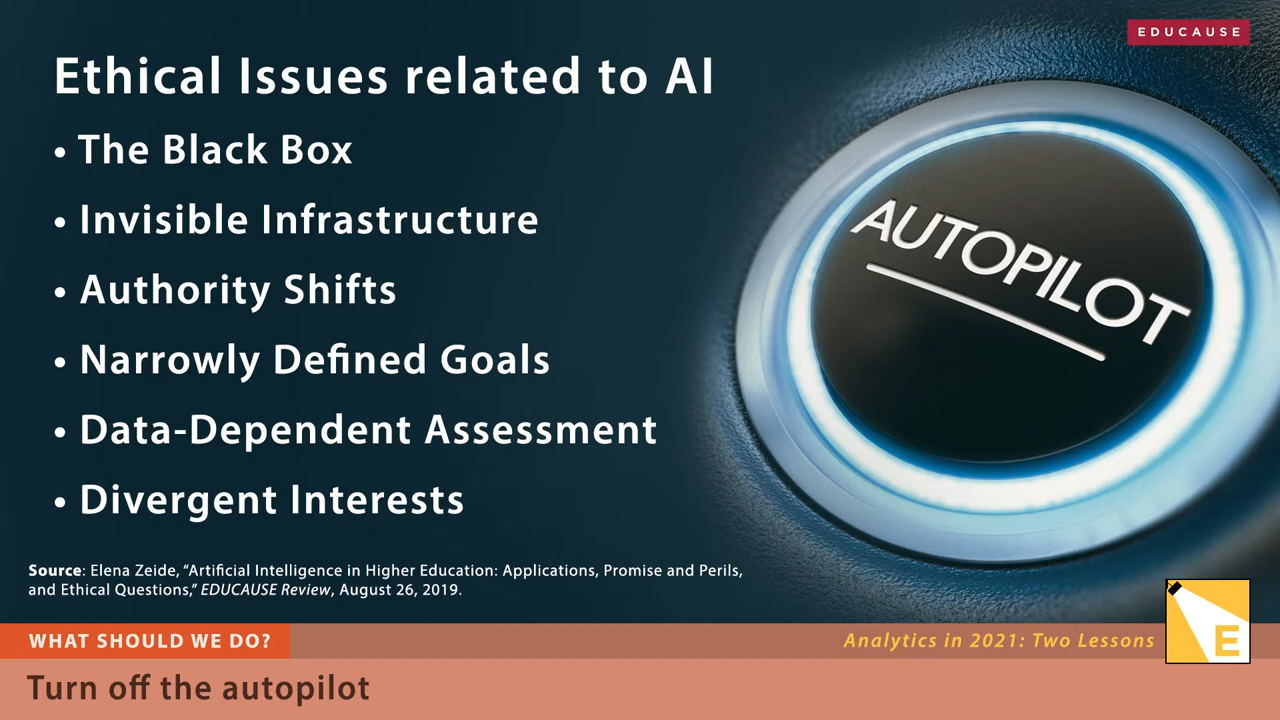 EDUCAUSE
Ethical Issues related to AI
• The Black Box
• Invisible Infrastructure
• Authority Shifts
• Narrowly Defined Goals
• Data-Dependent Assessment
• Divergent Interests
AUTOPILOT
Source: Elena Zeide, “Artificial Intelligence in Higher Education: Applications, Promise and Perils,
and Ethical Questions,” EDUCAUSE Review, August 26, 2019.
WHAT SHOULD WE DO?
Analytics in 2021: Two Lessons
E
Turn off the autopilot